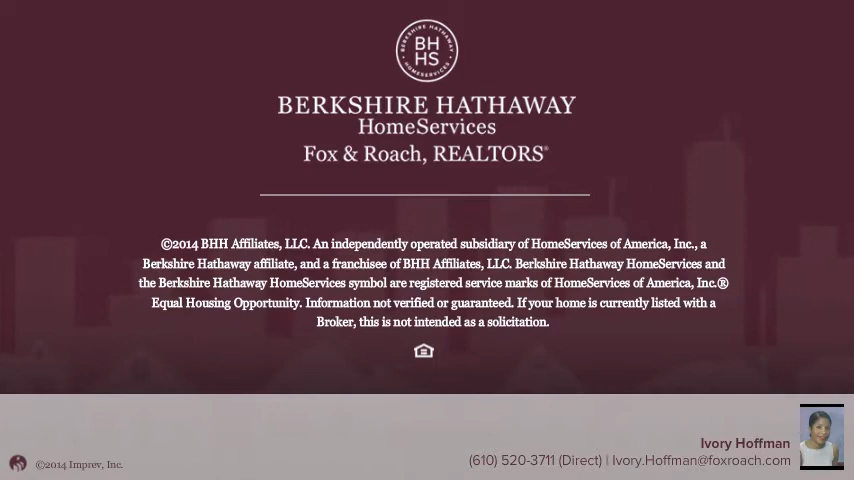 BERKSHIRE HATHAWAY
BH
HS
HOMESERVICES
BERKSHIRE HATHAWAY
HomeServices
Fox & Roach, REALTORS®
©2014 BHH Affiliates, LLC. An independently operated subsidiary of HomeServices of America, Inc., a
Berkshire Hathaway affiliate, and a franchisee of BHH Affiliates, LLC. Berkshire Hathaway HomeServices and
the Berkshire Hathaway HomeServices symbol are registered service marks of HomeServices of America, Inc.®
Equal Housing Opportunity. Information not verified or guaranteed. If your home is currently listed with a
Broker, this is not intended as a solicitation.
Ivory Hoffman
(610) 520-3711 (Direct) | Ivory.Hoffman@foxroach.com
©2014 Imprev, Inc.